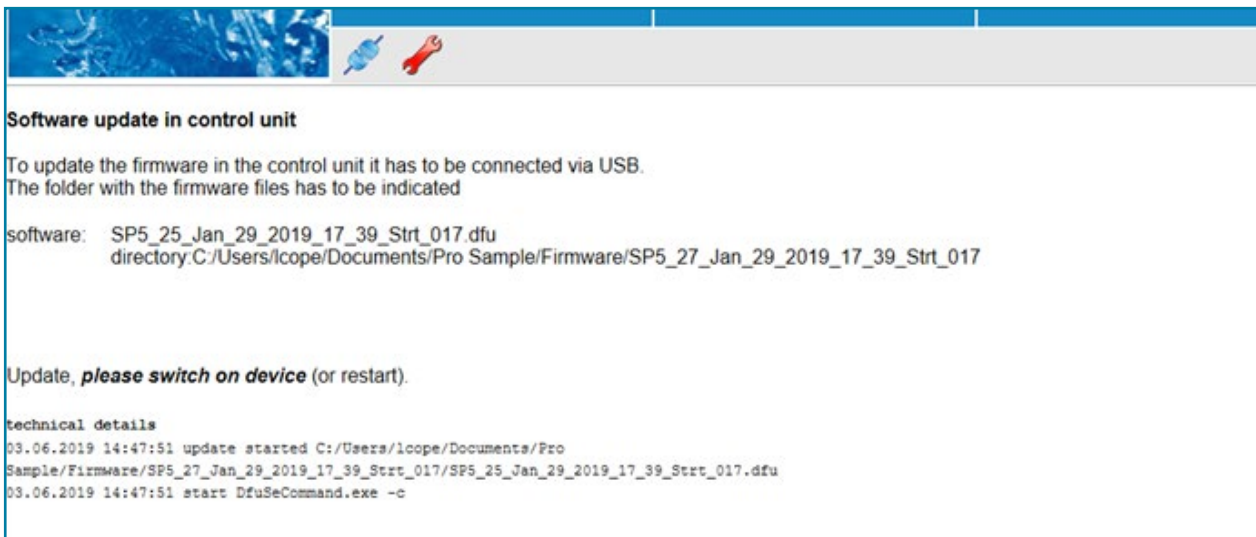 Software update in control unit
To update the firmware in the control unit it has to be connected via USB.
The folder with the firmware files has to be indicated
software: SP5_25_Jan_29_2019_17_39_Strt_017.dfu
directory:C:/Users/lcope/Documents/Pro Sample/Firmware/SP5_27_Jan_29_2019_17_39_Strt_017
Update, please switch on device (or restart).
technical details
03.06.2019 14:47:51 update started C:/Users/lcope/Documents/Pro
Sample/Firmware/SP5_27_Jan_29_2019_17_39_Strt_017/SP5_25_Jan_29_2019_17_39_Strt_017.dfu
03.06.2019 14:47:51 start DfuSeCommand.exe -c